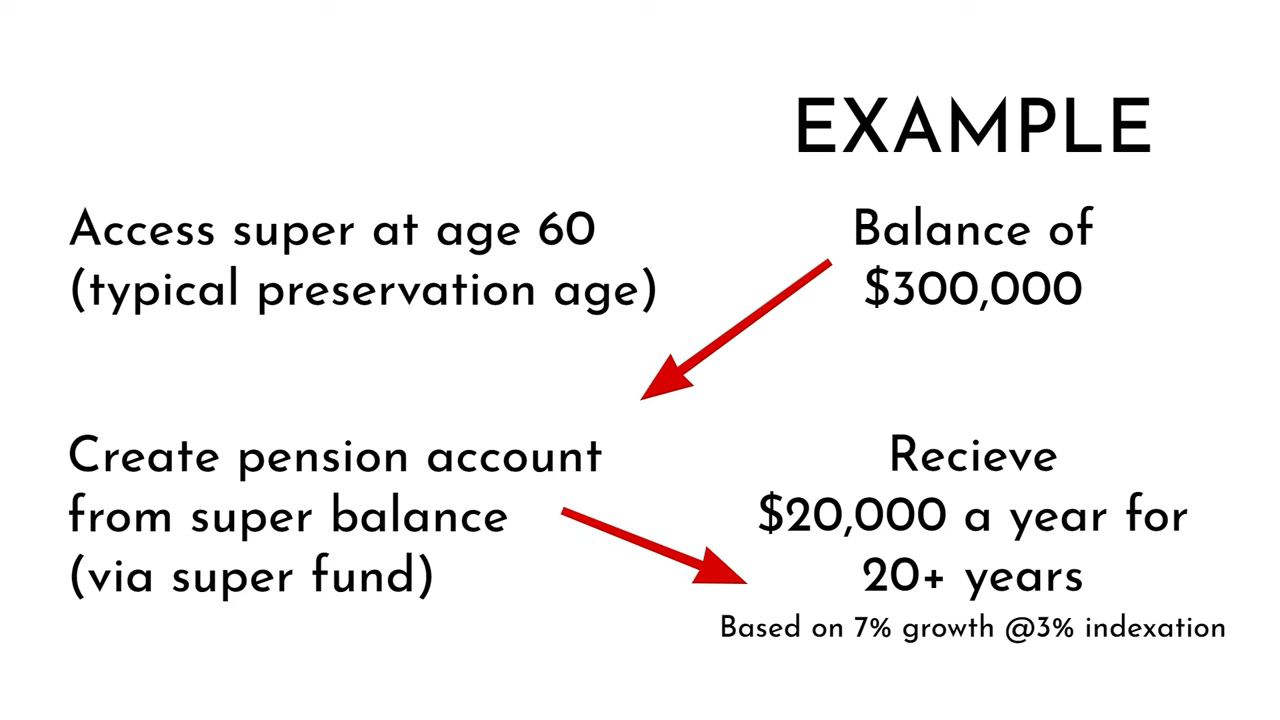 EXAMPLE
Access super at age 60
(typical preservation age)
Balance of
$300,000
Create pension account
from super balance
(via super fund)
Recieve
$20,000 a year for
20+ years
Based on 7% growth @3% indexation